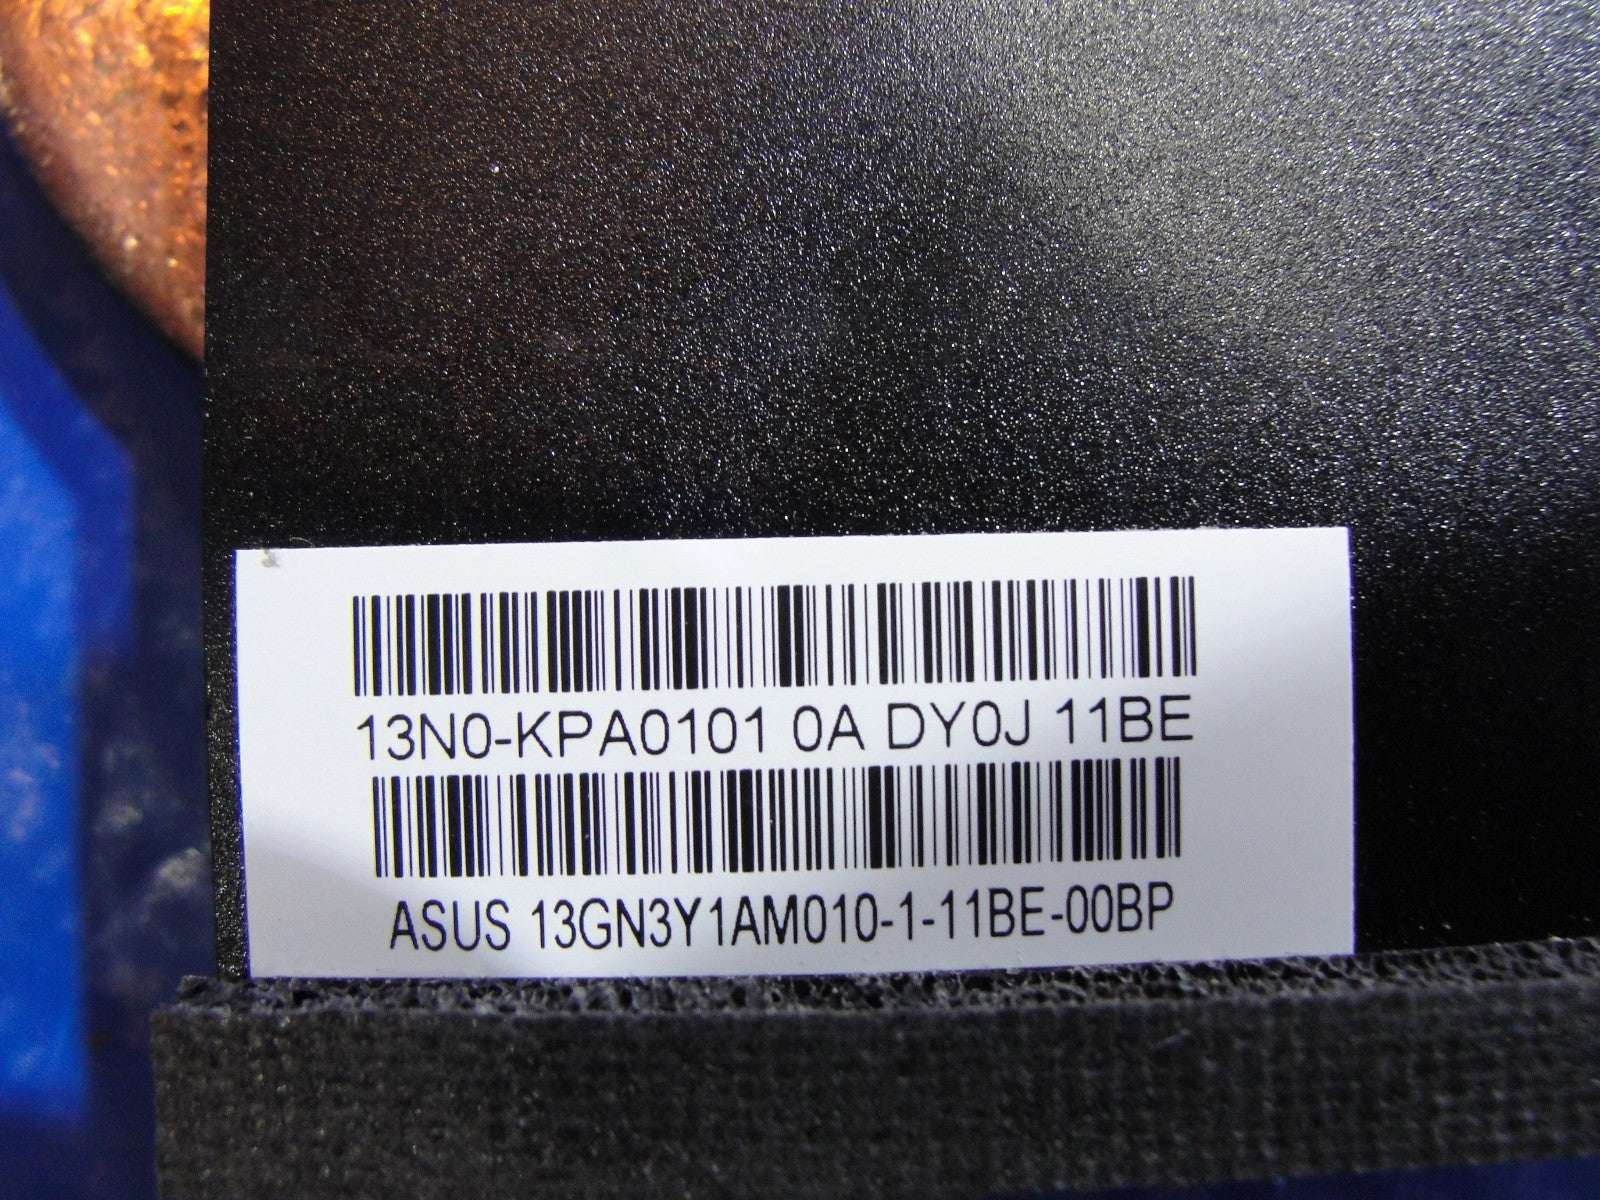 13N0-KPA0101 0A DY0J 11BE
ASUS 13GN3Y1AM010-1-11BE-00BP